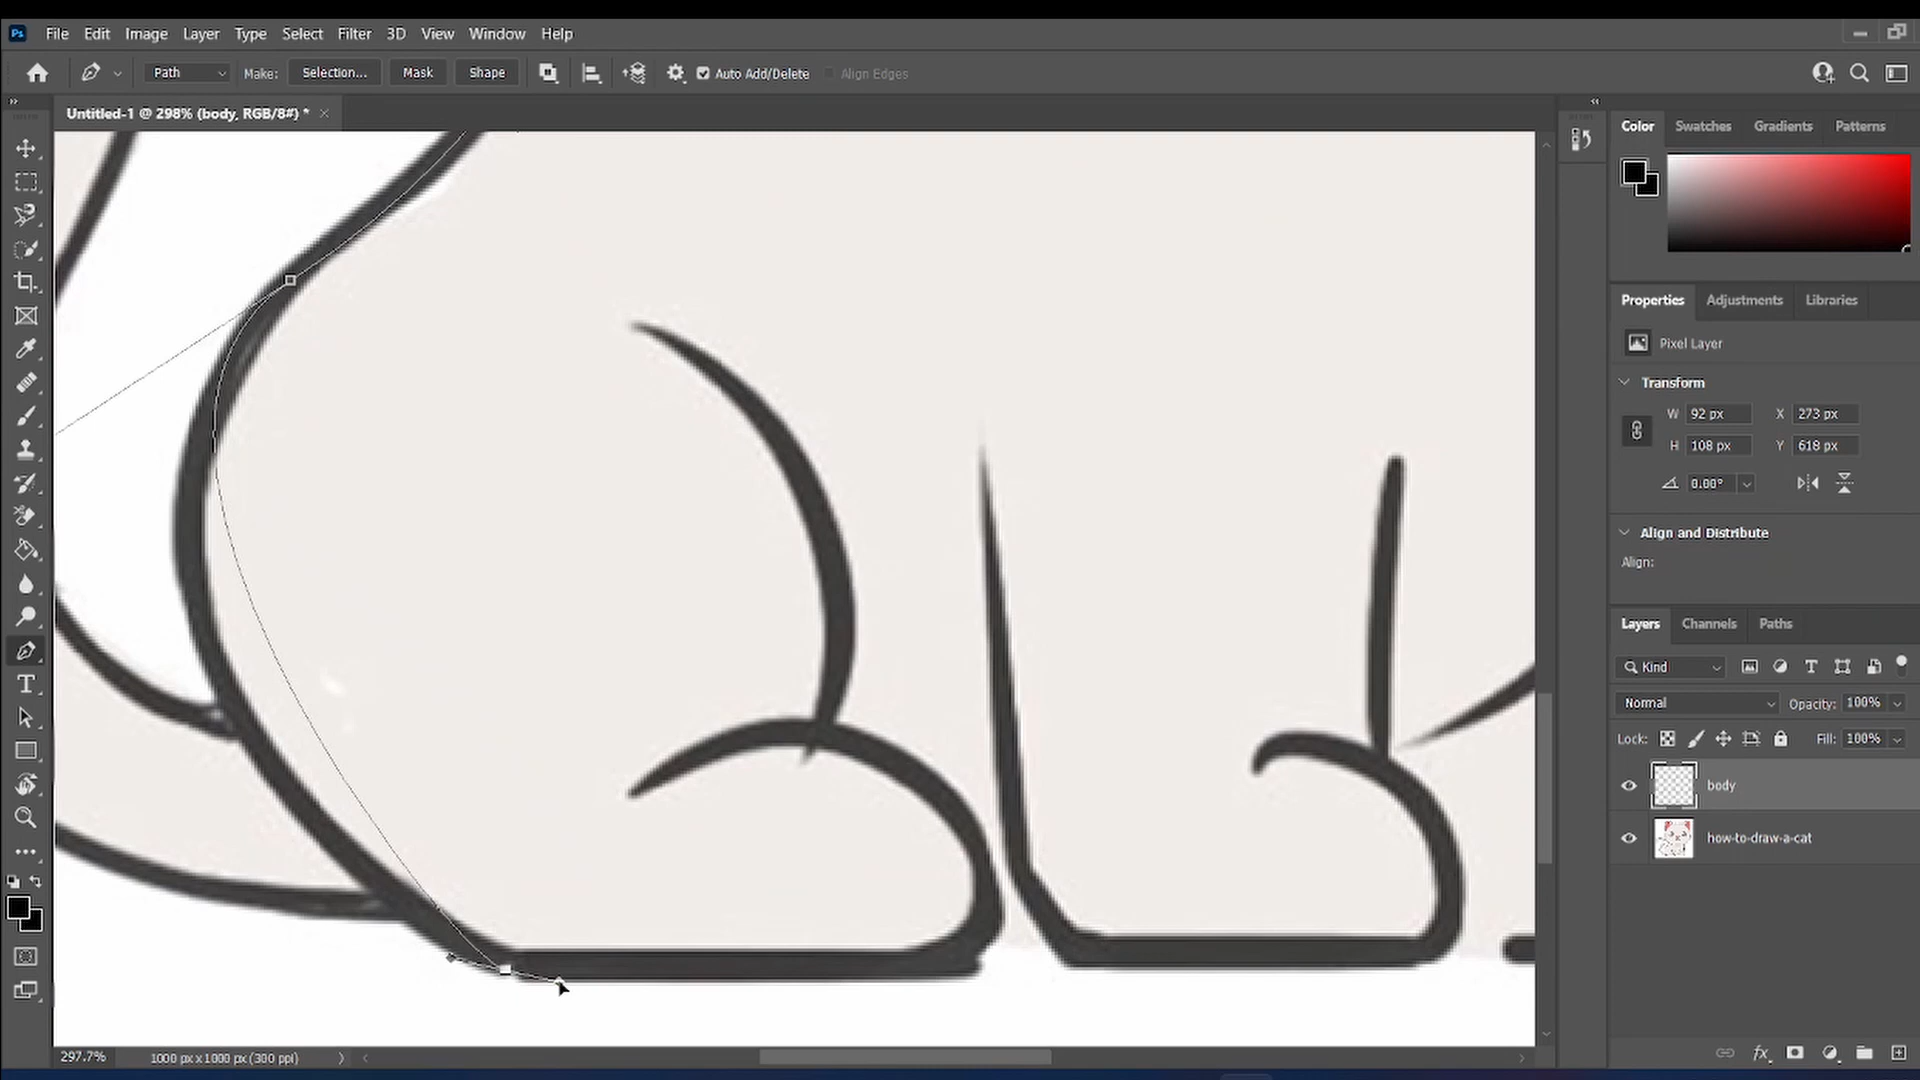 Ps File Edit Image Layer Type Select Filter 3D View Window Help
Path Make: Selection... Mask Shape Auto Add/Delete Align Edges
Untitled-1 @ 298% (body, RGB/8#) *
Color Swatches Gradients Patterns
Properties Adjustments Libraries
Pixel Layer
Transform
W 92 px X 273 px
H 108 px Y 618 px
0.00°
Align and Distribute
Align:
Layers Channels Paths
Kind
Normal Opacity: 100%
Lock: Fill: 100%
body
how-to-draw-a-cat
fx
297.7% 1000 px x 1000 px (300 ppi)